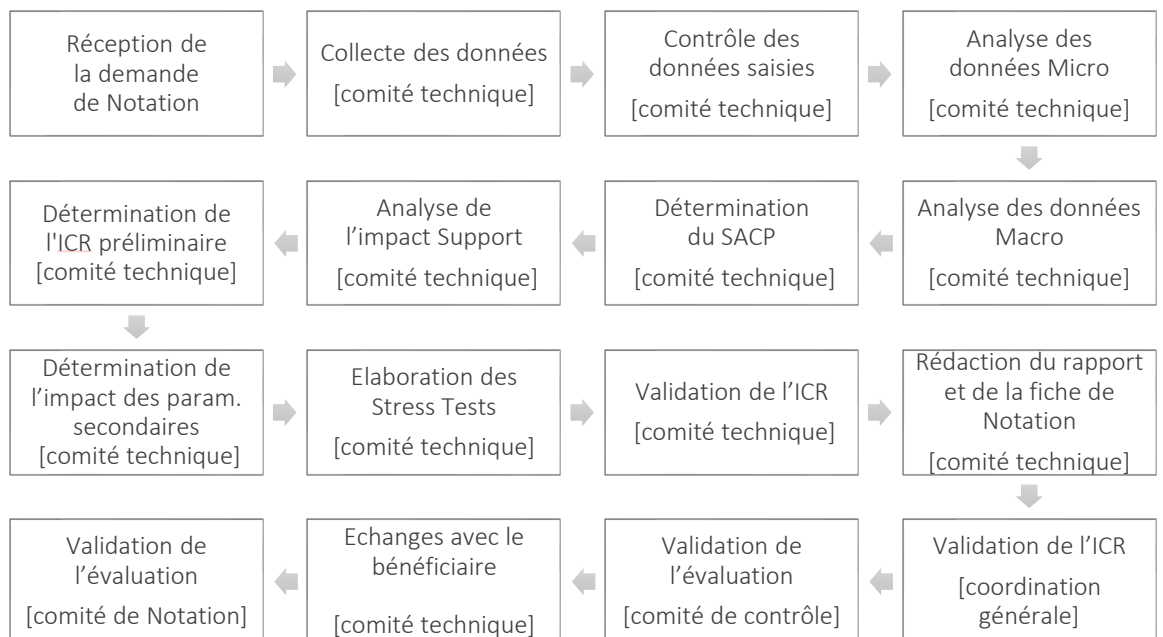 Réception de
la demande
de Notation
Collecte des données
[comité technique]
Contrôle des
données saisies
[comité technique]
Analyse des
données Micro
[comité technique]
Analyse des données
Macro
[comité technique]
Détermination
du SACP
[comité technique]
Analyse de
l’impact Support
[comité technique]
Détermination de
l'ICR préliminaire
[comité technique]
Détermination de
l’impact des param.
secondaires
[comité technique]
Elaboration des
Stress Tests
[comité technique]
Validation de l’ICR
[comité technique]
Rédaction du rapport
et de la fiche de
Notation
[comité technique]
Validation de l’ICR
[coordination
générale]
Validation de
l’évaluation
[comité de contrôle]
Echanges avec le
bénéficiaire
[comité technique]
Validation de
l’évaluation
[comité de Notation]